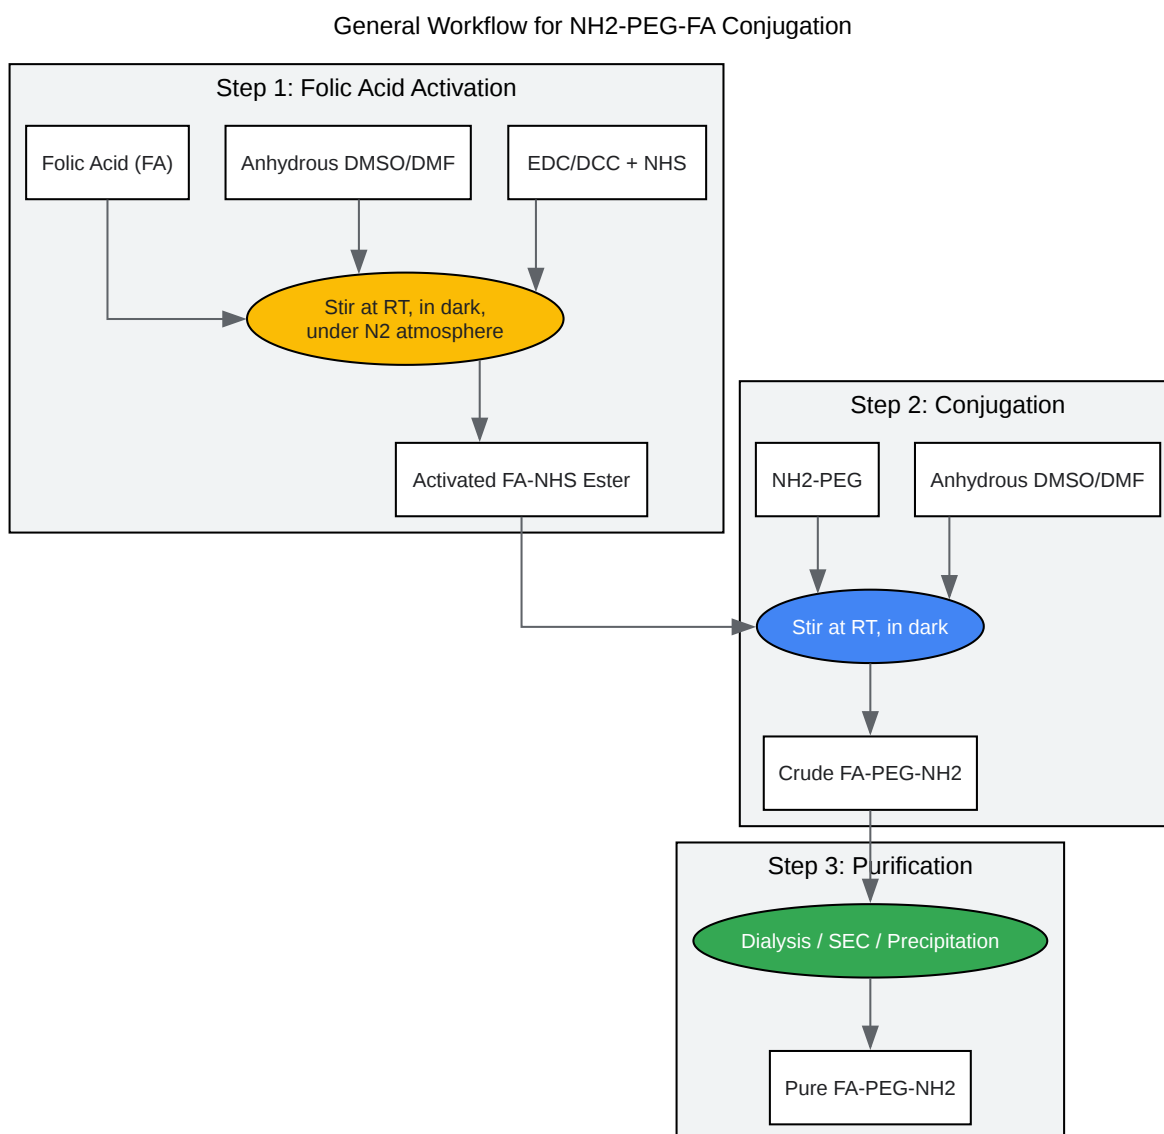 General Workflow for NH2-PEG-FA Conjugation
Step 1: Folic Acid Activation
Folic Acid (FA)
Anhydrous DMSO/DMF
EDC/DCC + NHS
Stir at RT, in dark,
under N2 atmosphere
Activated FA-NHS Ester
Step 2: Conjugation
NH2-PEG
Anhydrous DMSO/DMF
Stir at RT, in dark
Crude FA-PEG-NH2
Step 3: Purification
Dialysis / SEC / Precipitation
Pure FA-PEG-NH2